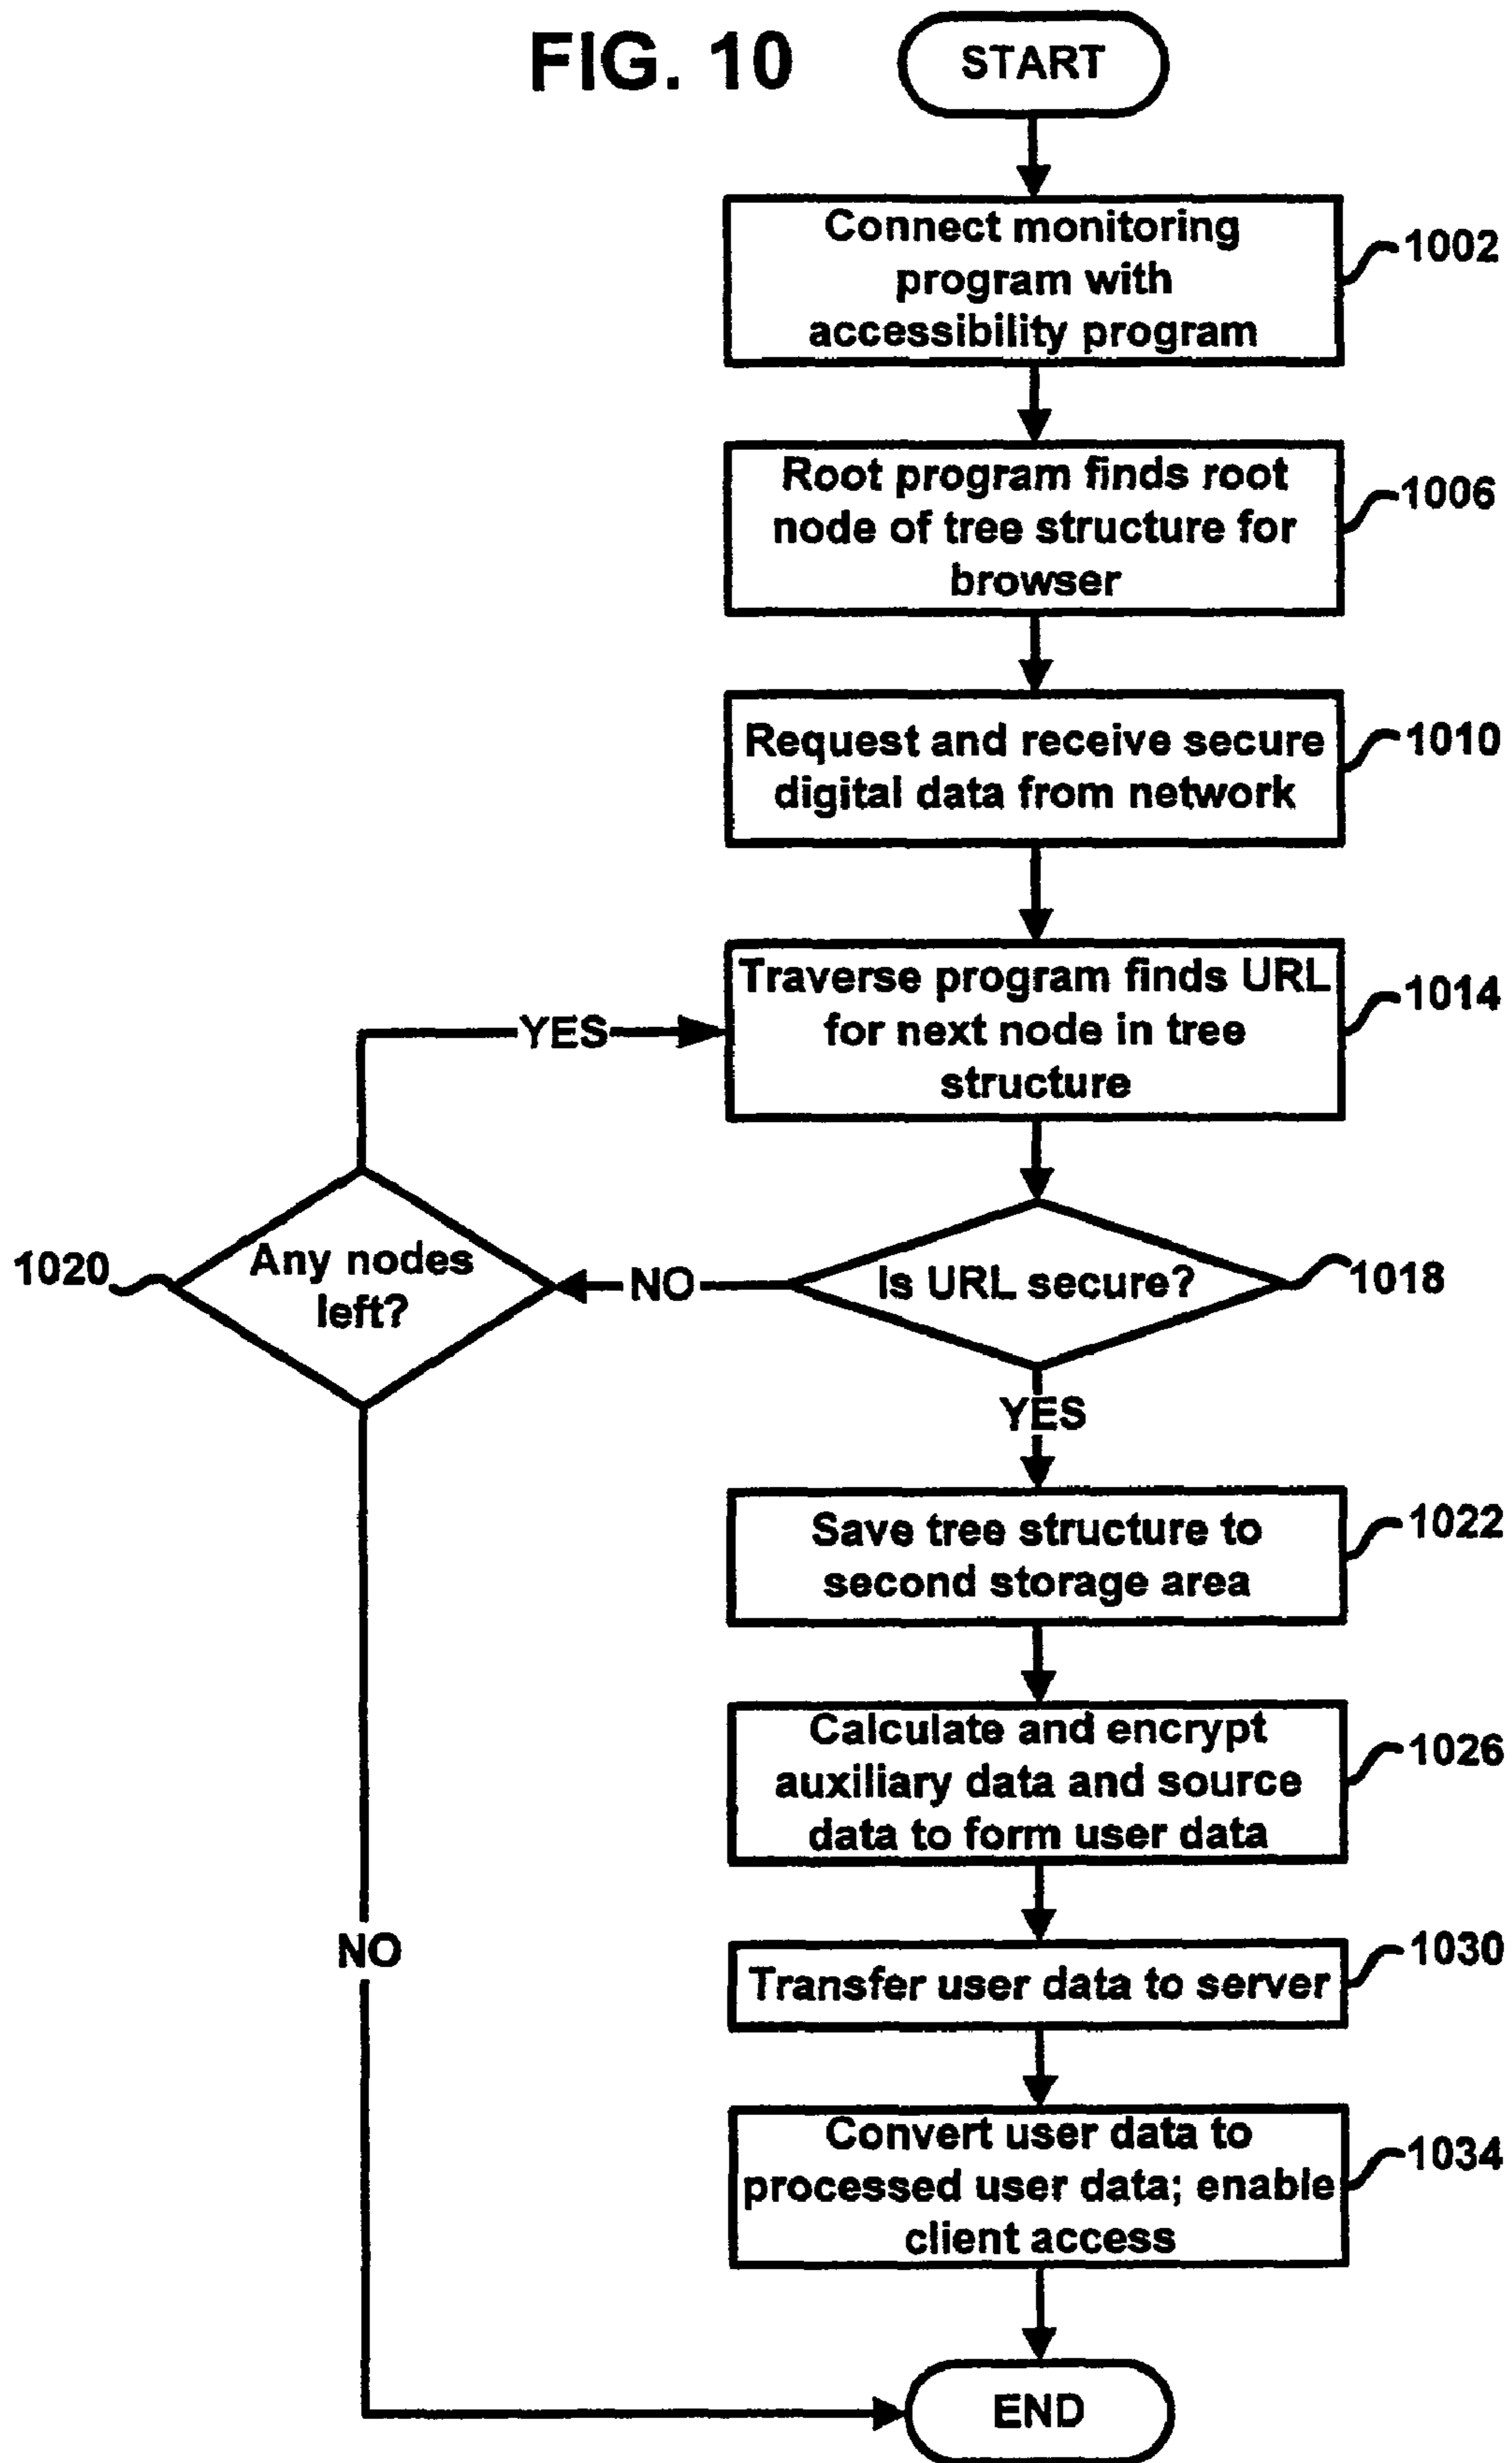 FIG. 10
START
Connect monitoring
program with
accessibility program
1002
Root program finds root
node of tree structure for
browser
1006
Request and receive secure
digital data from network
1010
Traverse program finds URL
for next node in tree
structure
1014
YES
Any nodes
left?
1020
NO
Is URL secure?
1018
YES
Save tree structure to
second storage area
1022
Calculate and encrypt
auxiliary data and source
data to form user data
1026
NO
Transfer user data to server
1030
Convert user data to
processed user data; enable
client access
1034
END